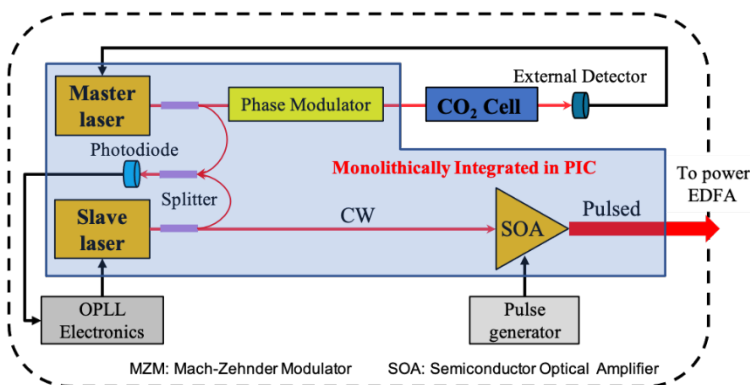 External Detector
Master
laser
Phase Modulator
CO₂ Cell
Photodiode
Monolithically Integrated in PIC
To power
EDFA
Splitter
Slave
laser
CW
SOA
Pulsed
OPLL
Electronics
Pulse
generator
MZM: Mach-Zehnder Modulator SOA: Semiconductor Optical Amplifier